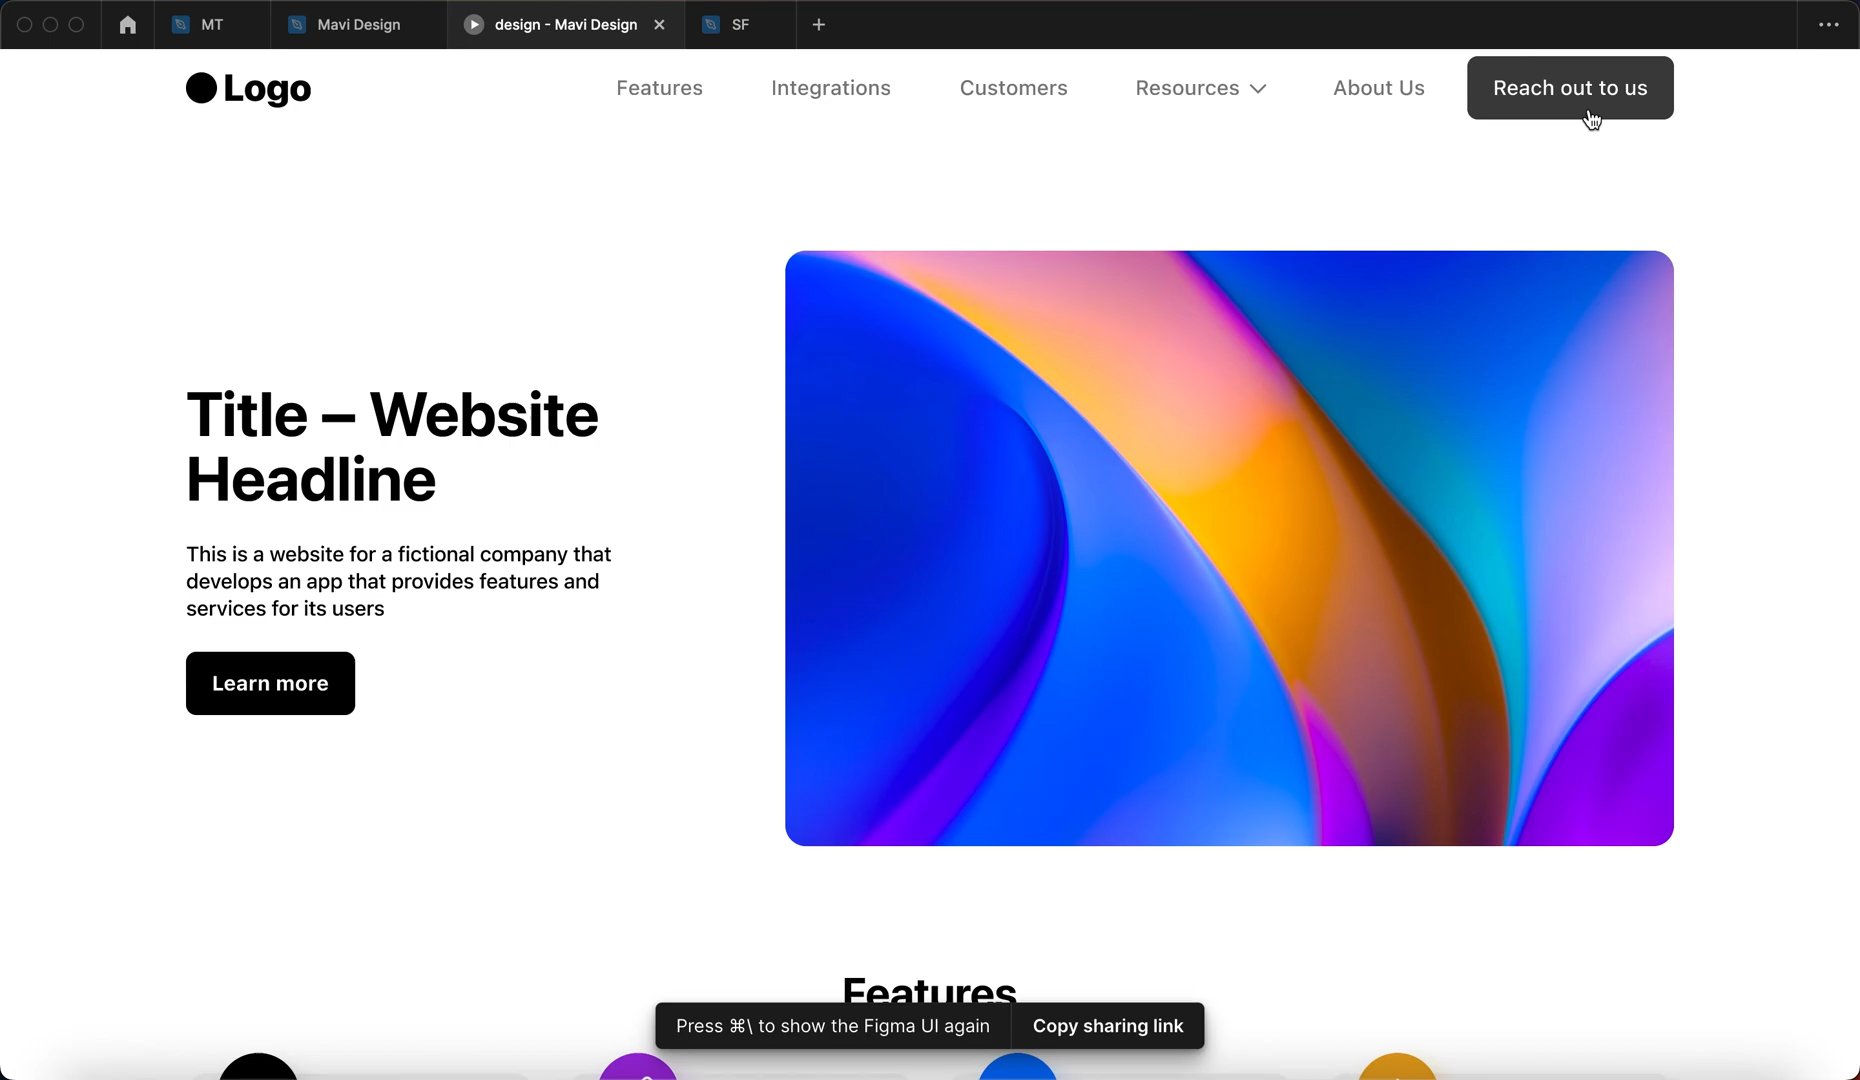 MT
Mavi Design
design - Mavi Design
SF
Logo
Features
Integrations
Customers
Resources
About Us
Reach out to us
Title – Website
Headline
This is a website for a fictional company that
develops an app that provides features and
services for its users
Learn more
Features
Press ⌘\ to show the Figma UI again
Copy sharing link